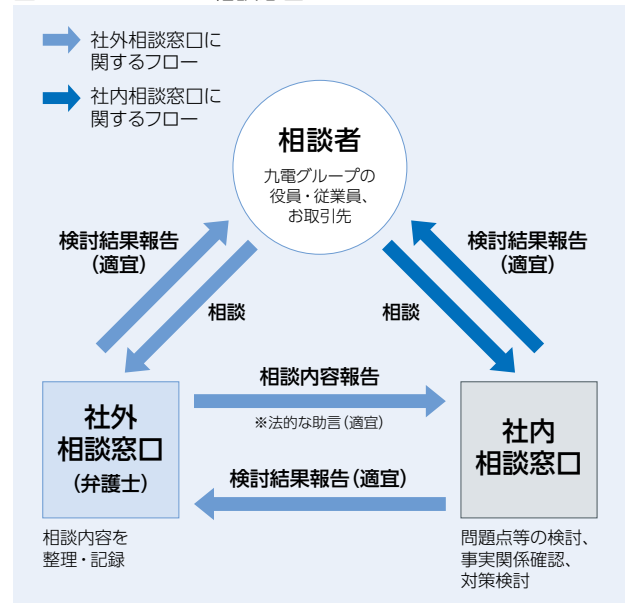 社外相談窓口に
関するフロー
社内相談窓口に
関するフロー
相談者
九電グループの
役員・従業員、
お取引先
検討結果報告
(適宜)
検討結果報告
(適宜)
相談
相談
相談内容報告
※法的な助言(適宜)
検討結果報告(適宜)
社外
相談窓口
(弁護士)
相談内容を
整理・記録
社内
相談窓口
問題点等の検討、
事実関係確認、
対策検討